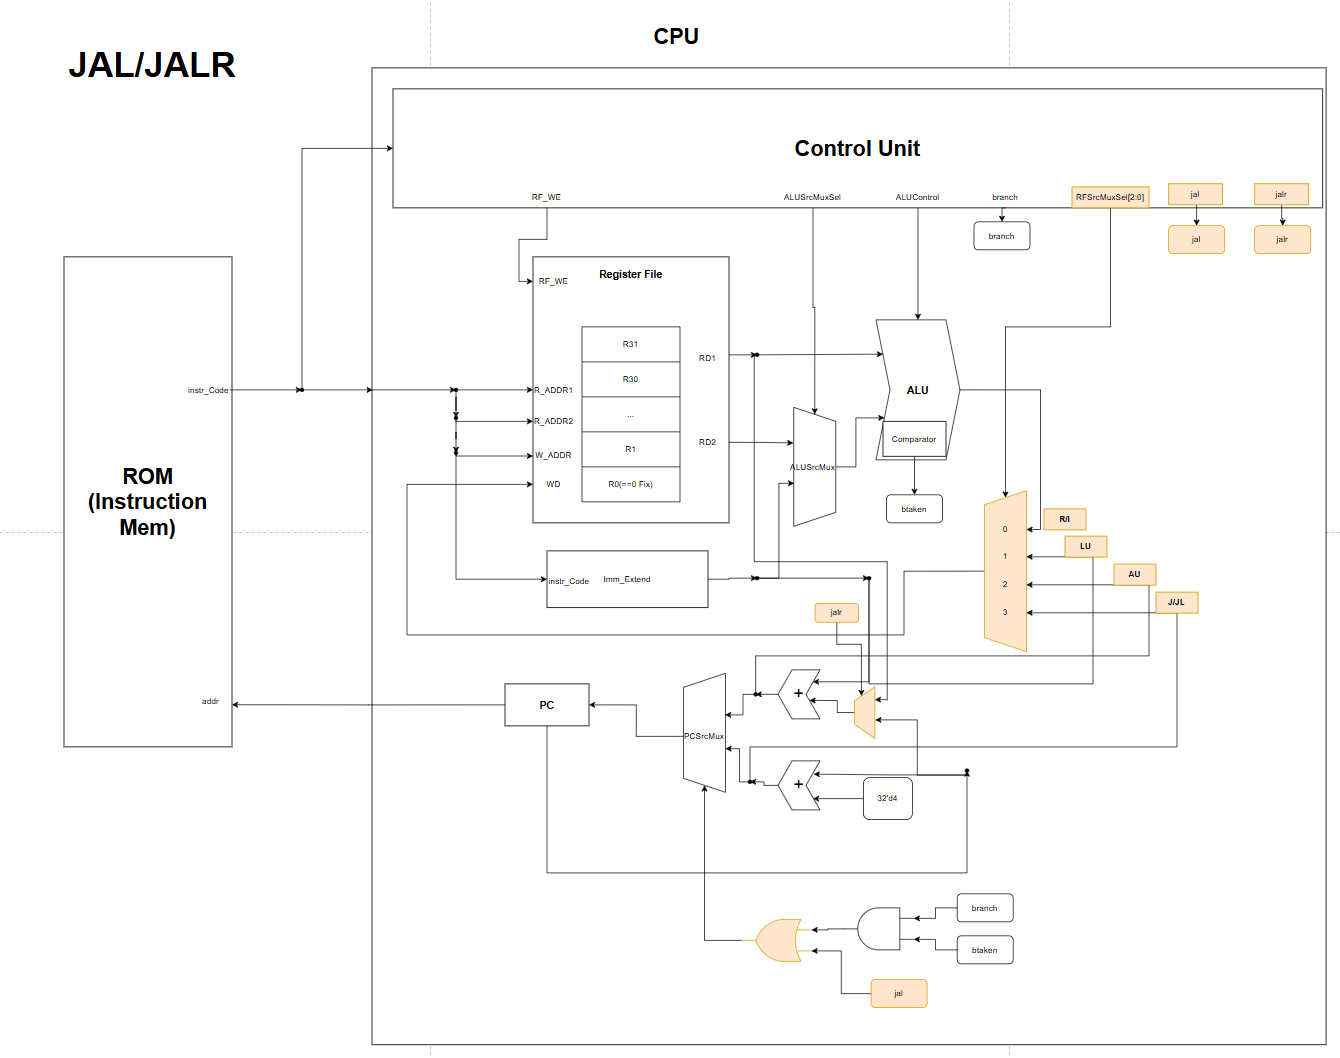 CPU
JAL/JALR
Control Unit
RF_WE
ALUSrcMuxSel
ALUControl
branch
RFSrcMuxSel[2:0]
jal
jalr
branch
jal
jalr
Register File
RF_WE
R31
RD1
R30
instr_Code
R_ADDR1
ALU
...
R_ADDR2
Comparator
RD2
R1
W_ADDR
ALUSrcMux
ROM
(Instruction
Mem)
WD
R0(==0 Fix)
btaken
R/I
0
LU
1
AU
2
J/JL
3
instr_Code
Imm_Extend
jalr
addr
PC
+
PCSrcMux
+
32'd4
branch
btaken
jal